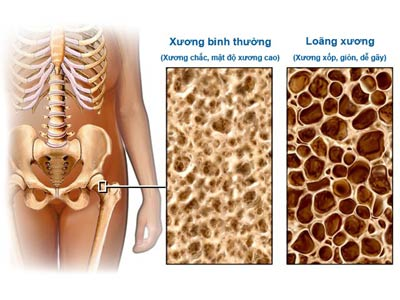 Xương bình thường
(Xương chắc, mật độ xương cao)
Loãng xương
(Xương xốp, giòn, dễ gãy)